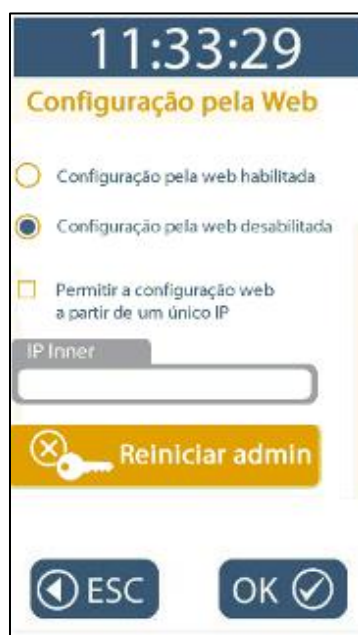 11:33:29
Configuração pela Web
Configuração pela web habilitada
Configuração pela web desabilitada
Permitir a configuração web
a partir de um único IP
IP Inner
Reiniciar admin
ESC
OK